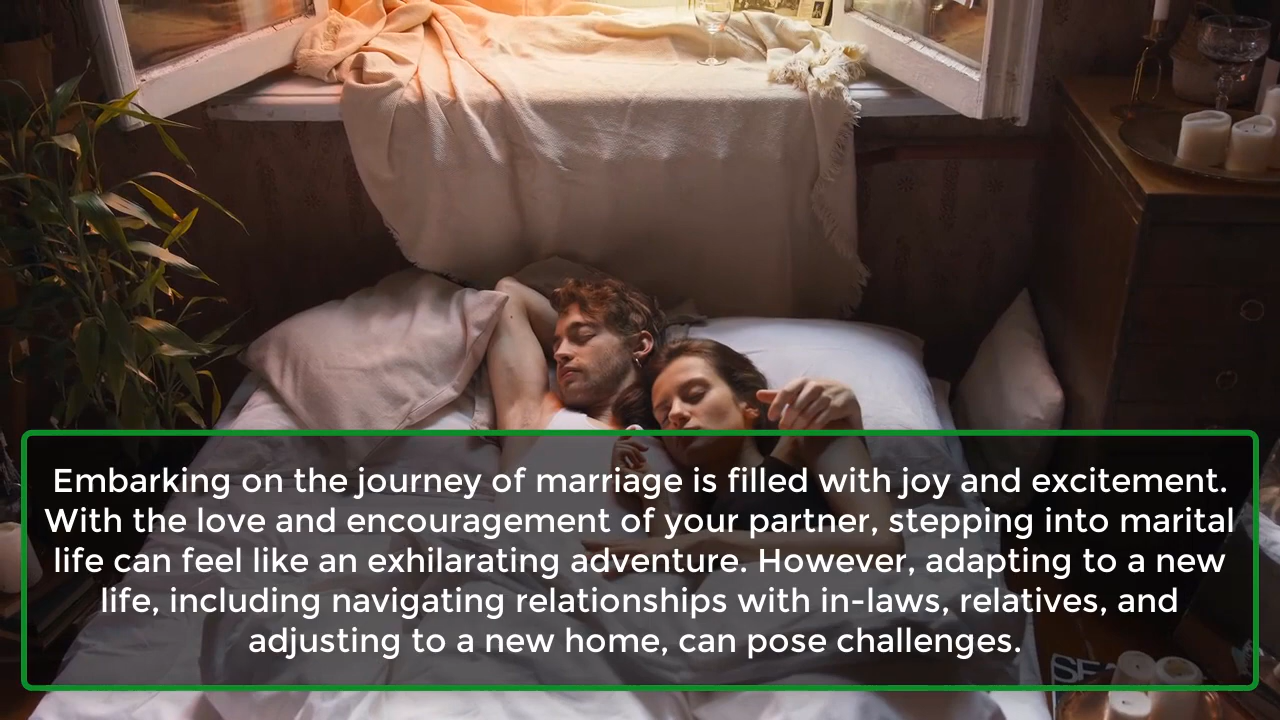 Embarking on the journey of marriage is filled with joy and excitement.
With the love and encouragement of your partner, stepping into marital
life can feel like an exhilarating adventure. However, adapting to a new
life, including navigating relationships with in-laws, relatives, and
adjusting to a new home, can pose challenges.